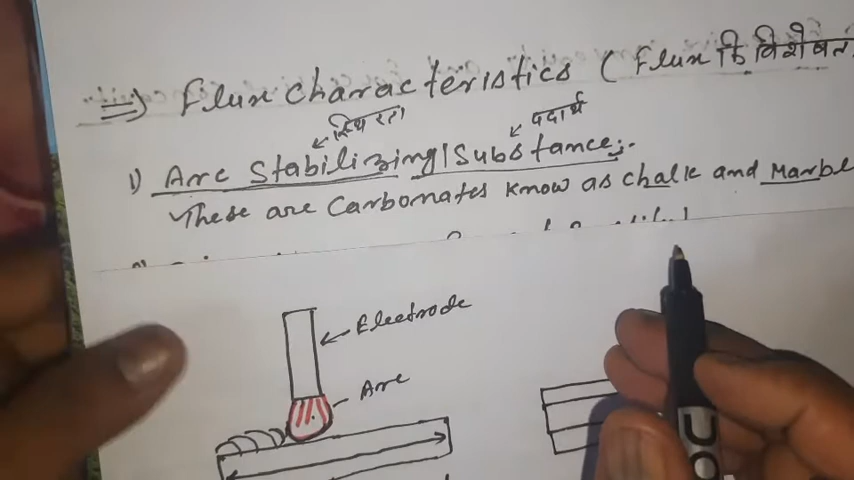 ⇒ Flux characteristics ( Flux कि विशेषत
स्थिरता पदार्थ
1) Arc Stabilizing Substance:-
These are Carbonates know as chalk and Marble
Electrode
Arc
UO